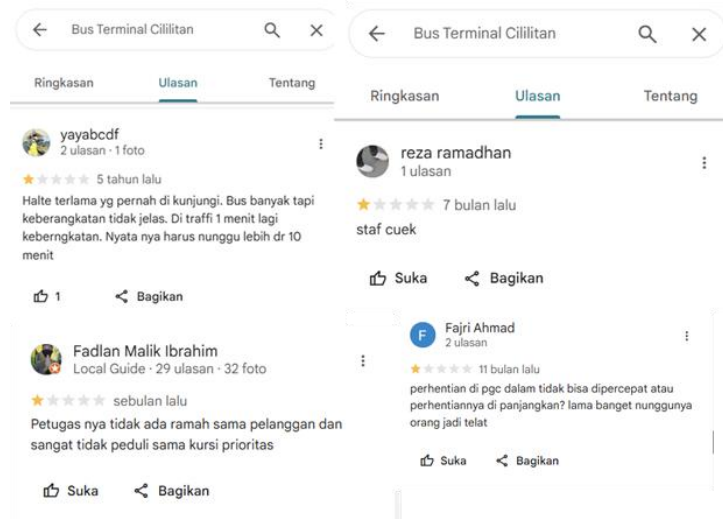 Bus Terminal Cililitan
Ringkasan Ulasan Tentang
yayabcdf
2 ulasan · 1 foto
5 tahun lalu
Halte terlama yg pernah di kunjungi. Bus banyak tapi
keberangkatan tidak jelas. Di traffi 1 menit lagi
keberngkatan. Nyata nya harus nunggu lebih dr 10
menit
1 Bagikan
Fadlan Malik Ibrahim
Local Guide · 29 ulasan · 32 foto
sebulan lalu
Petugas nya tidak ada ramah sama pelanggan dan
sangat tidak peduli sama kursi prioritas
Suka Bagikan
Bus Terminal Cililitan
Ringkasan Ulasan Tentang
reza ramadhan
1 ulasan
7 bulan lalu
staf cuek
Suka Bagikan
F
Fajri Ahmad
2 ulasan
11 bulan lalu
perhentian di pgc dalam tidak bisa dipercepat atau
perhentiannya di panjangkan? lama banget nunggunya
orang jadi telat
Suka Bagikan